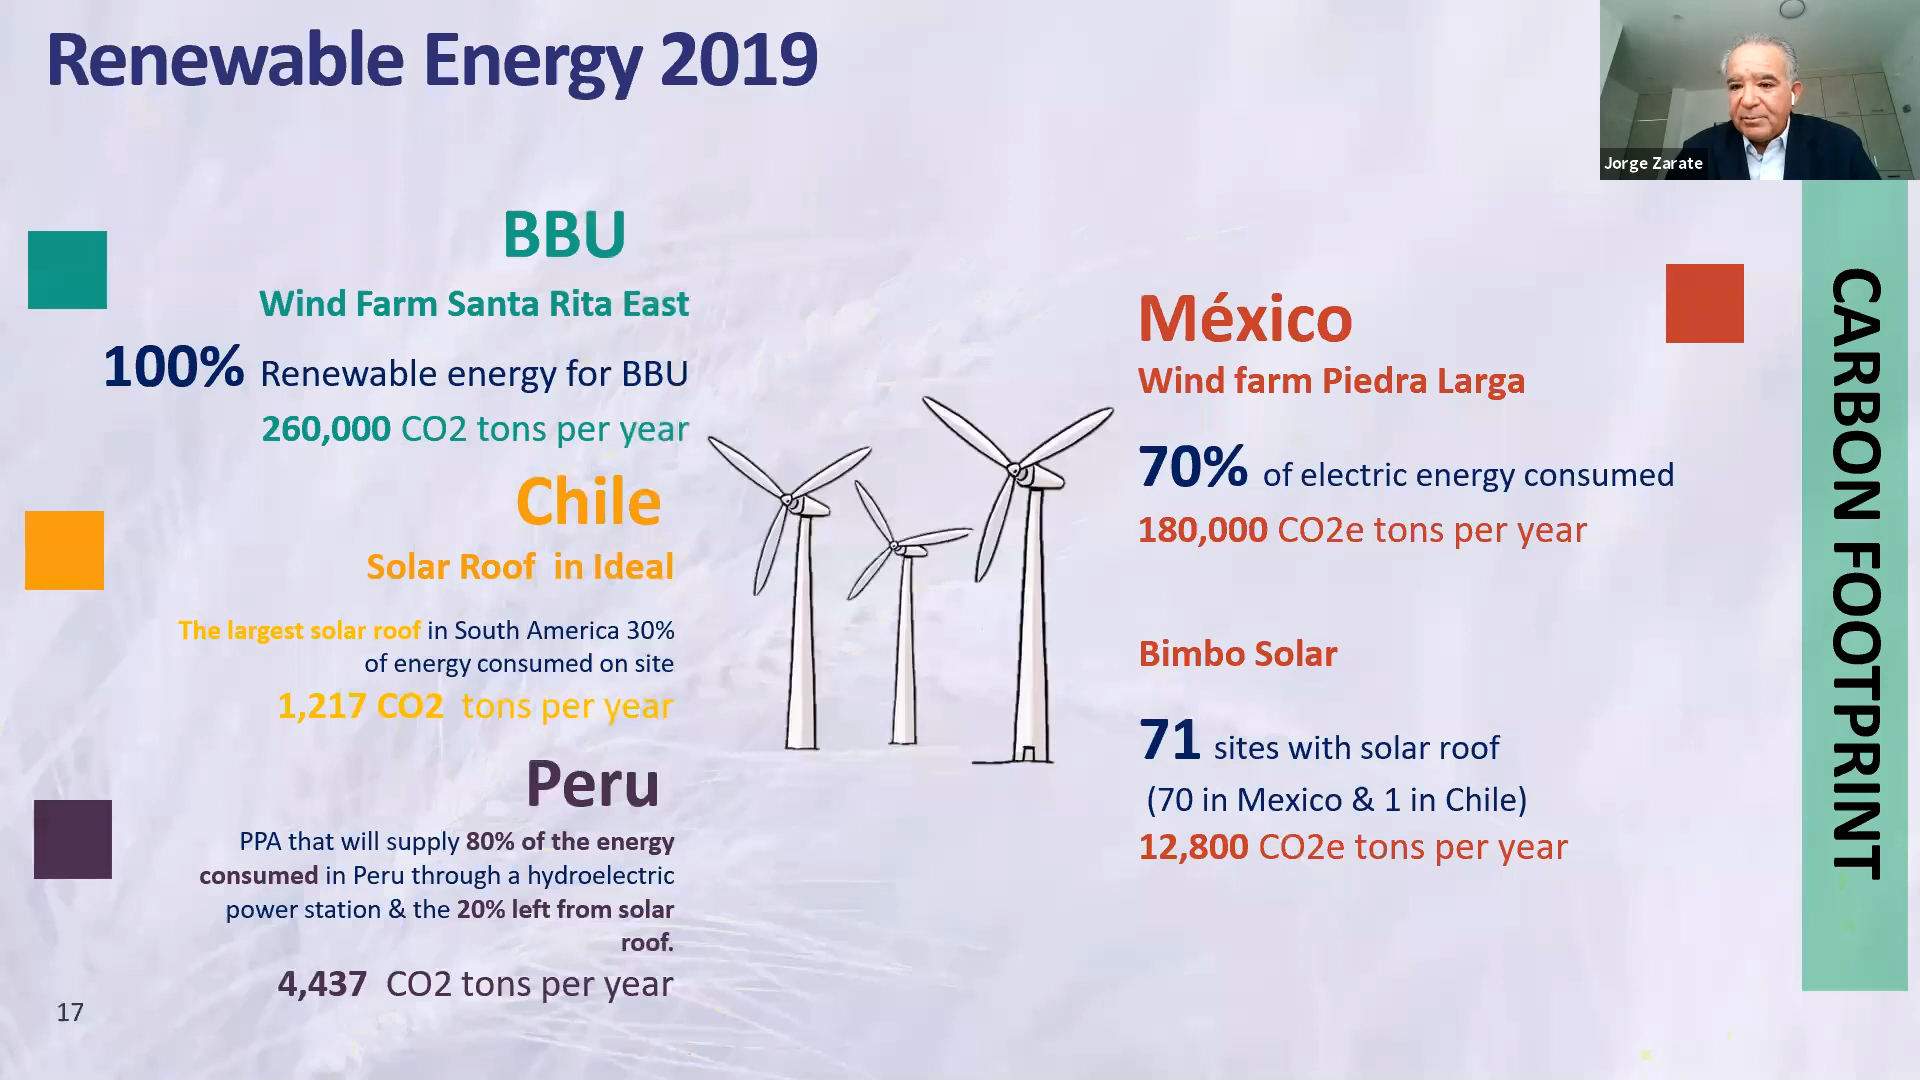 Renewable Energy 2019
Jorge Zarate
BBU
Wind Farm Santa Rita East
100% Renewable energy for BBU
260,000 CO2 tons per year
Chile
Solar Roof in Ideal
The largest solar roof in South America 30%
of energy consumed on site
1,217 CO2 tons per year
Peru
PPA that will supply 80% of the energy
consumed in Peru through a hydroelectric
power station & the 20% left from solar
roof.
4,437 CO2 tons per year
17
México
Wind farm Piedra Larga
70% of electric energy consumed
180,000 CO2e tons per year
Bimbo Solar
71 sites with solar roof
(70 in Mexico & 1 in Chile)
12,800 CO2e tons per year
CARBON FOOTPRINT